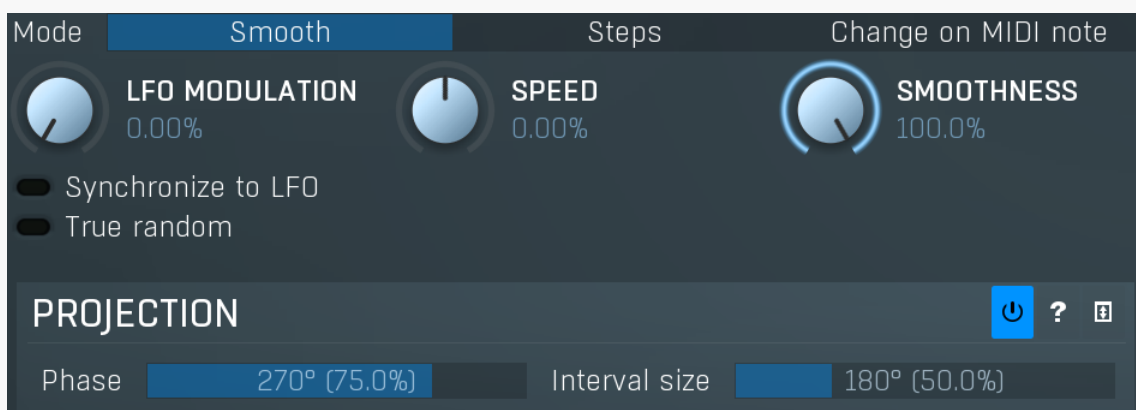 Mode Smooth Steps Change on MIDI note
LFO MODULATION SPEED SMOOTHNESS
0.00% 0.00% 100.0%
Synchronize to LFO
True random
PROJECTION ?
Phase 270° (75.0%) Interval size 180° (50.0%)